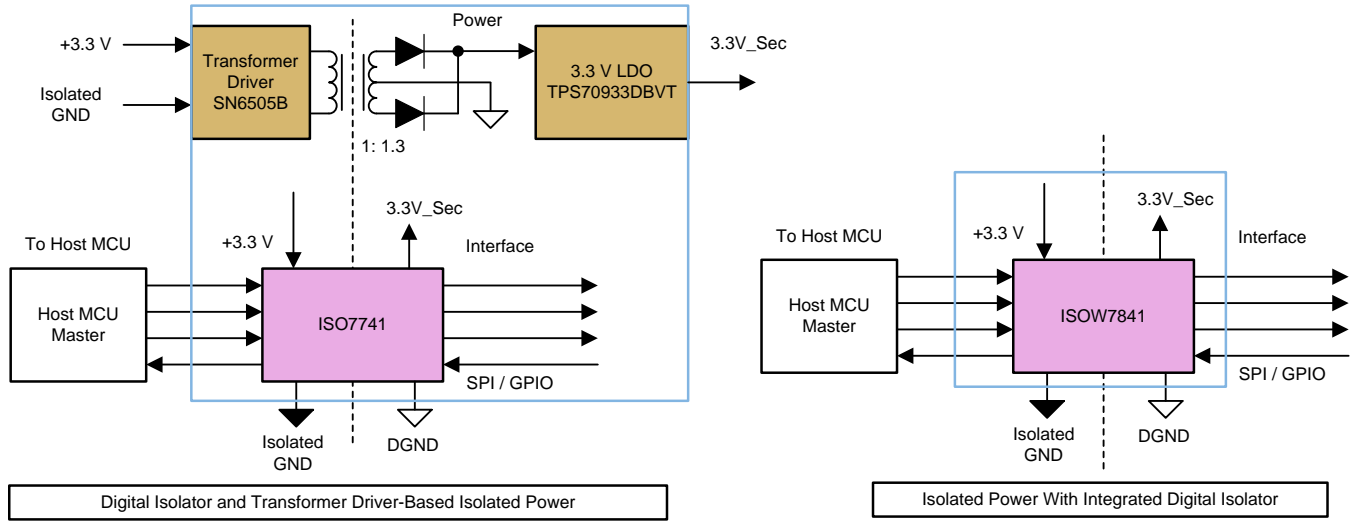 Power
+3.3 V
Transformer
Driver
SN6505B
3.3 V LDO
TPS70933DBVT
3.3V_Sec
Isolated
GND
1: 1.3
To Host MCU
+3.3 V
3.3V_Sec
Interface
Host MCU
Master
ISO7741
SPI / GPIO
Isolated
GND
DGND
Digital Isolator and Transformer Driver-Based Isolated Power
To Host MCU
+3.3 V
3.3V_Sec
Interface
Host MCU
Master
ISOW7841
SPI / GPIO
Isolated
GND
DGND
Isolated Power With Integrated Digital Isolator